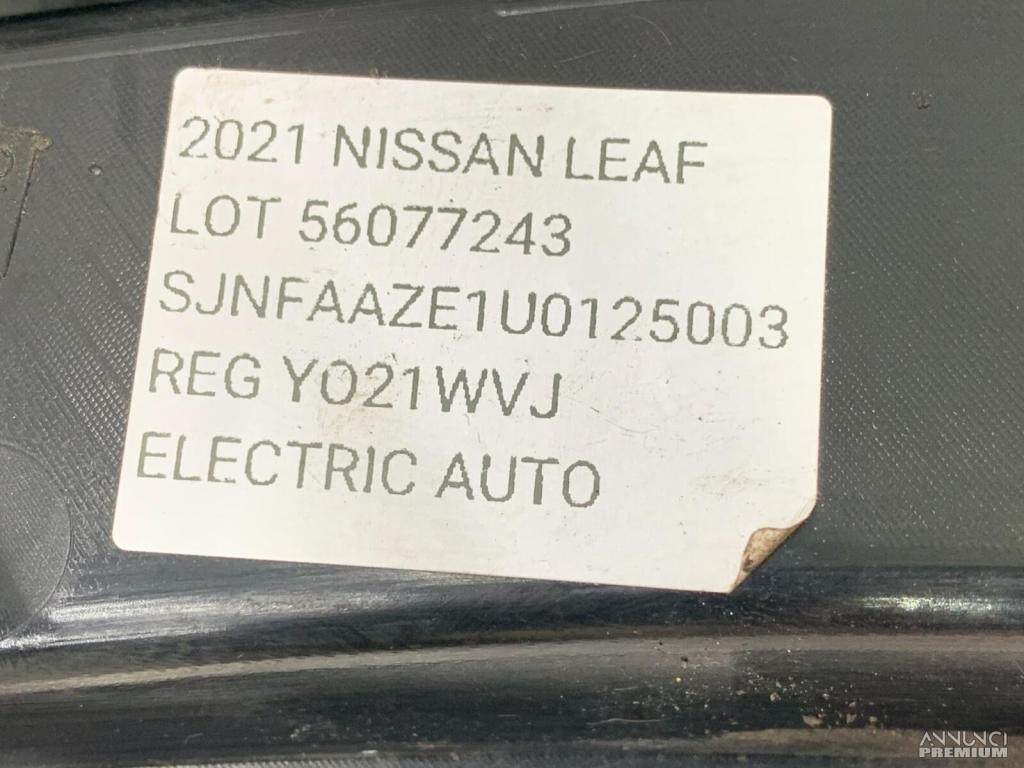 2021 NISSAN LEAF
LOT 56077243
SJNFAAZE1U0125003
REG YO21WVJ
ELECTRIC AUTO
ANNUNCI
PREMIUM